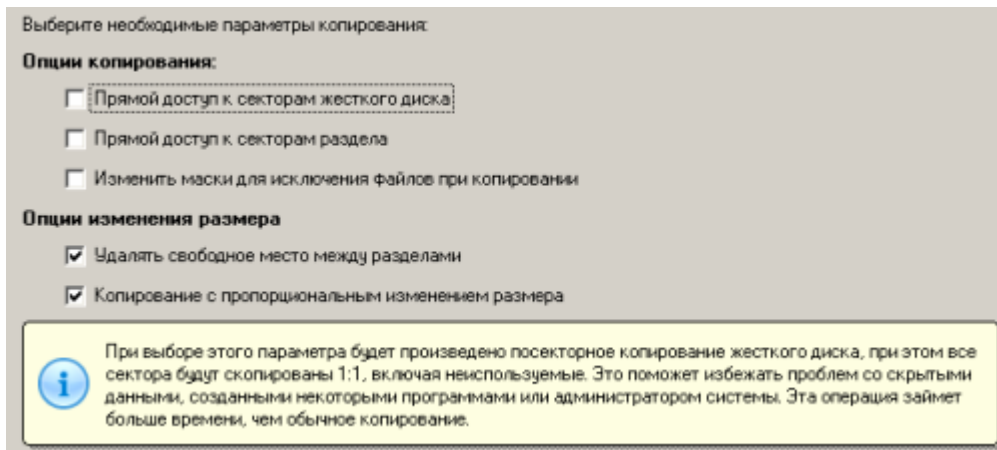 Выберите необходимые параметры копирования:
Опции копирования:
Прямой доступ к секторам жесткого диска
Прямой доступ к секторам раздела
Изменить маски для исключения файлов при копировании
Опции изменения размера
Удалять свободное место между разделами
Копирование с пропорциональным изменением размера
При выборе этого параметра будет произведено посекторное копирование жесткого диска, при этом все
сектора будут скопированы 1:1, включая неиспользуемые. Это поможет избежать проблем со скрытыми
данными, созданными некоторыми программами или администратором системы. Эта операция займет
больше времени, чем обычное копирование.